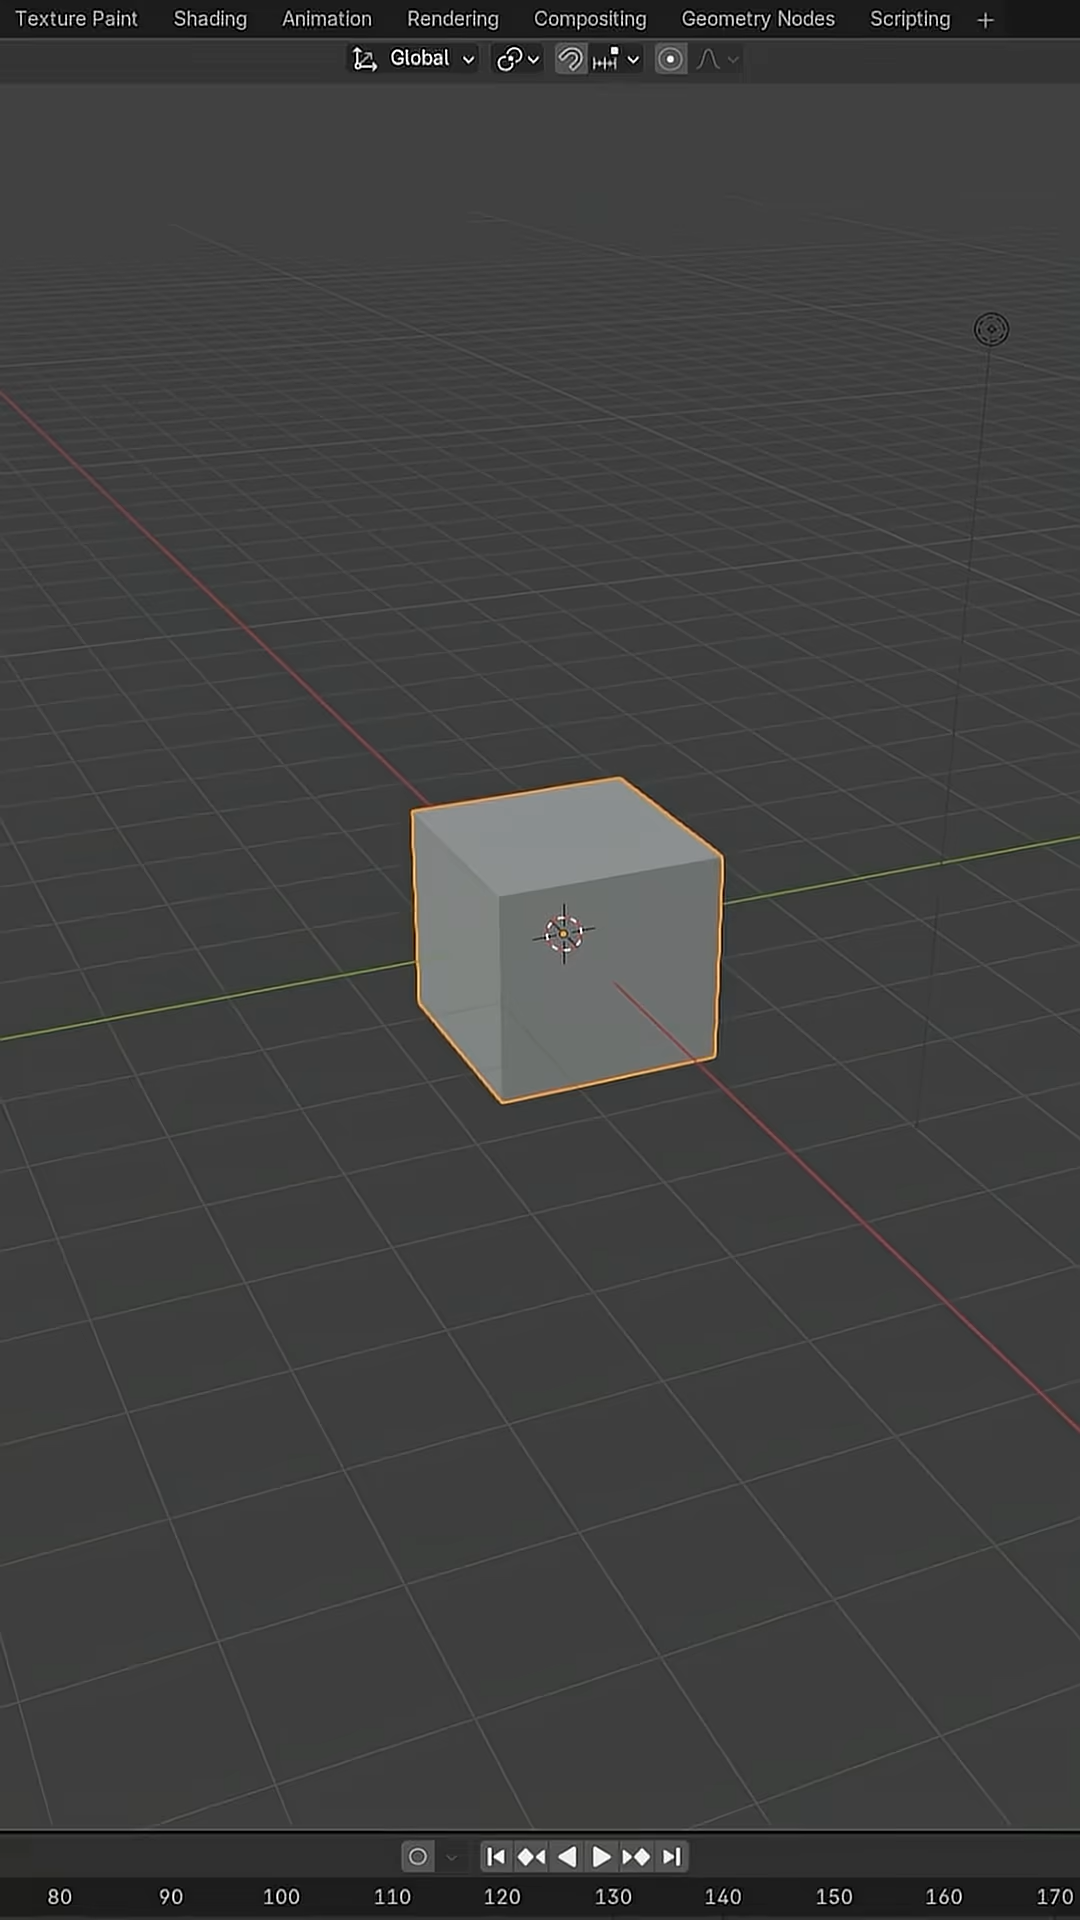 Texture Paint Shading Animation Rendering Compositing Geometry Nodes Scripting +
Global
80 90 100 110 120 130 140 150 160 170